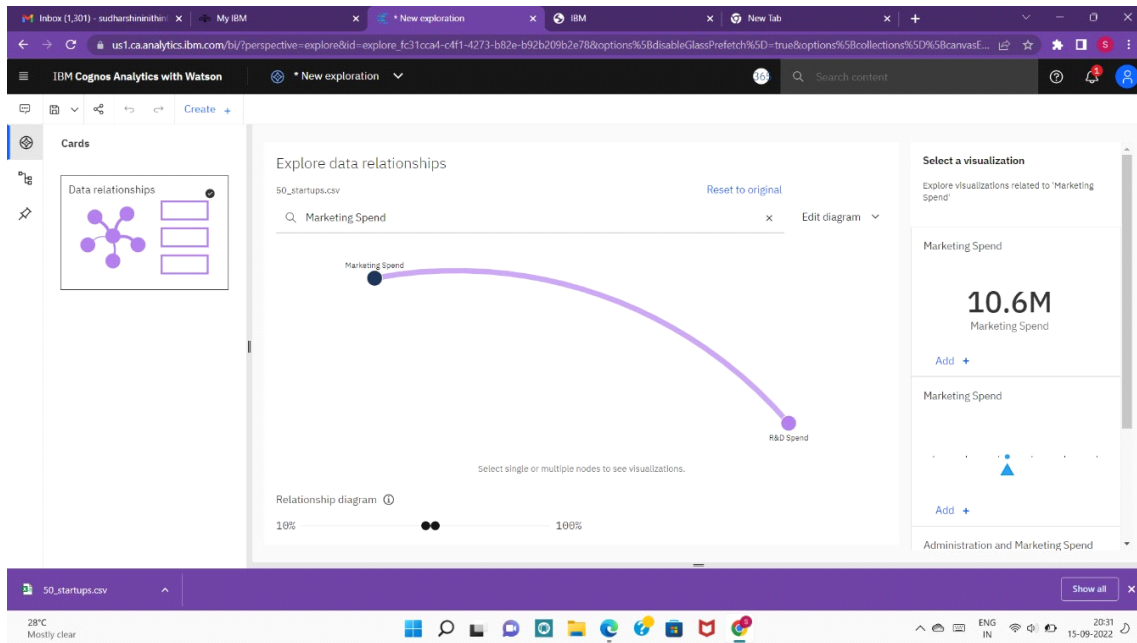 Inbox (1,301) - sudharshininithin
My IBM
* New exploration
IBM
New Tab
us1.ca.analytics.ibm.com/bi/?perspective=explore&id=explore_fc31cca4-c4f1-4273-b82e-b92b209b2e78&options%5BdisableGlassPrefetch%5D=true&options%5Bcollections%5D%5BcanvasE...
S
IBM Cognos Analytics with Watson
* New exploration
365
Search content
1
Create +
Cards
Data relationships
Explore data relationships
50_startups.csv
Reset to original
Marketing Spend
Edit diagram
Marketing Spend
R&D Spend
Select single or multiple nodes to see visualizations.
Relationship diagram
10%
100%
Select a visualization
Explore visualizations related to 'Marketing
Spend'
Marketing Spend
10.6M
Marketing Spend
Add +
Marketing Spend
Add +
Administration and Marketing Spend
50_startups.csv
Show all
28°C
Mostly clear
ENG
IN
20:31
15-09-2022